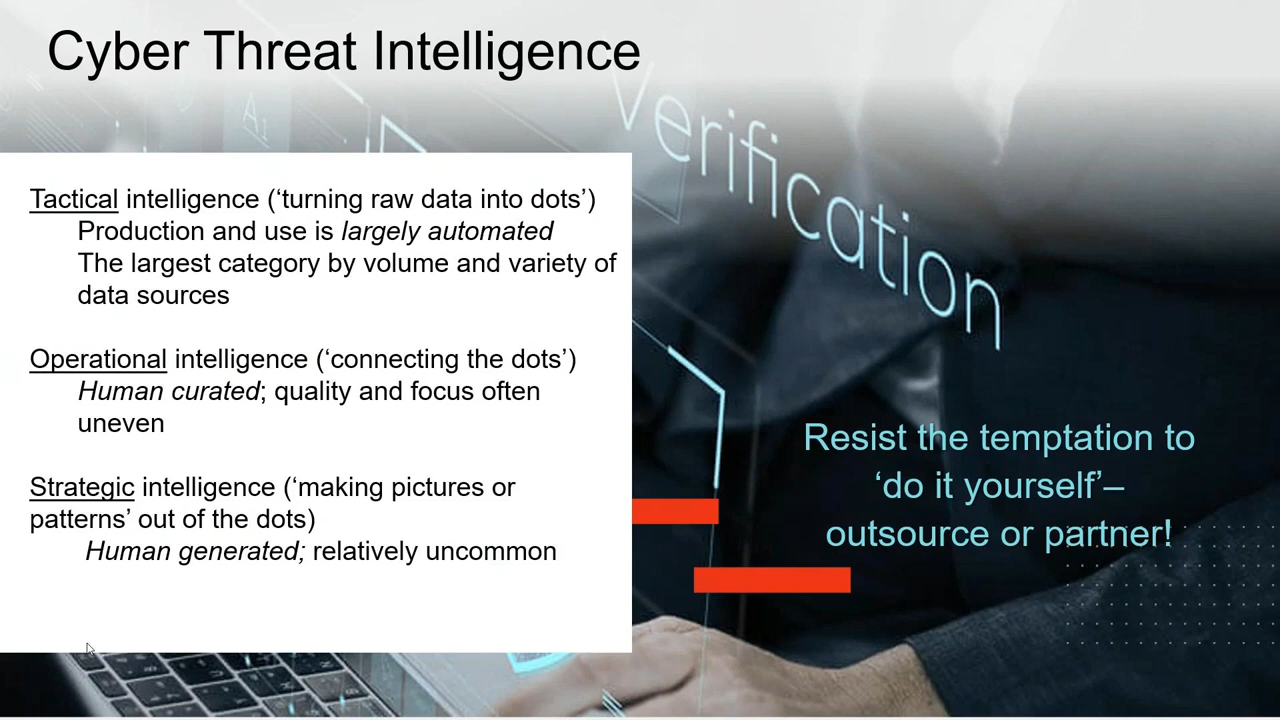 Cyber Threat Intelligence
A1
Verification
Tactical intelligence (‘turning raw data into dots’)
Production and use is largely automated
The largest category by volume and variety of
data sources
Operational intelligence (‘connecting the dots’)
Human curated; quality and focus often
uneven
Strategic intelligence (‘making pictures or
patterns’ out of the dots)
Human generated; relatively uncommon
Resist the temptation to
‘do it yourself’–
outsource or partner!